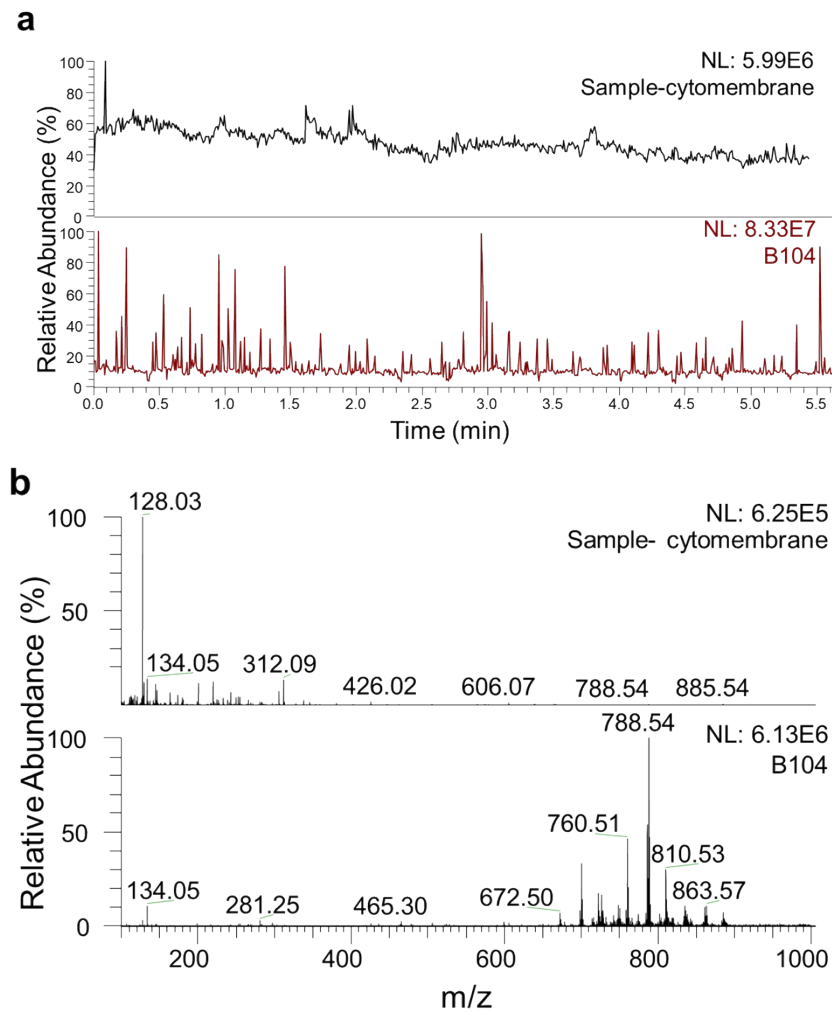 a
NL: 5.99E6
Sample-cytomembrane
100
80
60
40
20
0
NL: 8.33E7
B104
100
80
60
40
20
0
Relative Abundance (%)
0.0 0.5 1.0 1.5 2.0 2.5 3.0 3.5 4.0 4.5 5.0 5.5
Time (min)
b
128.03
NL: 6.25E5
Sample- cytomembrane
100
50
134.05 312.09 426.02 606.07 788.54 885.54
788.54
NL: 6.13E6
B104
100
760.51
50
810.53
134.05 281.25 465.30 672.50 863.57
0
Relative Abundance (%)
200 400 600 800 1000
m/z